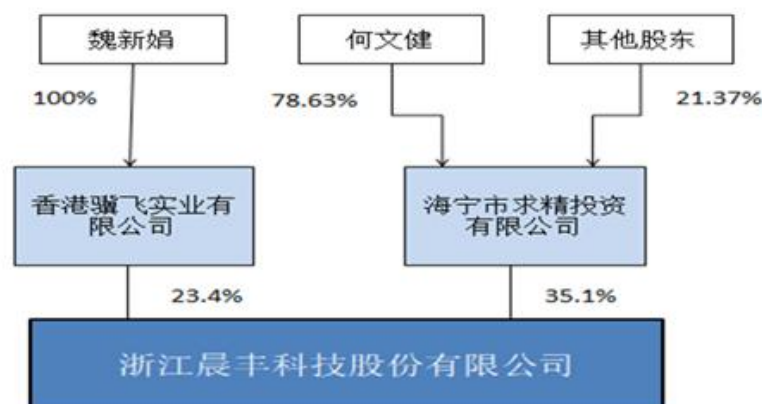 魏新娟
何文健
其他股东
100%
78.63%
21.37%
香港骥飞实业有
限公司
海宁市求精投资
有限公司
23.4%
35.1%
浙江晨丰科技股份有限公司